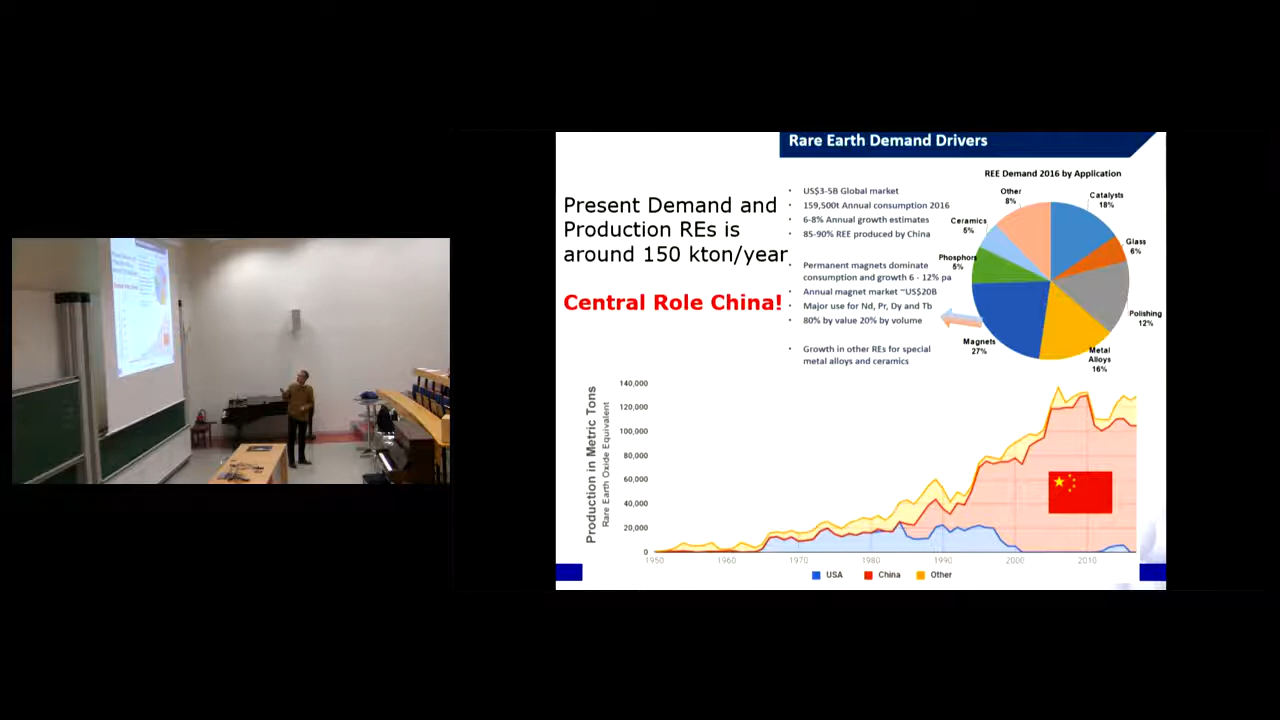 Rare Earth Demand Drivers
Present Demand and
Production REs is
around 150 kton/year
Central Role China!
• US$3-5B Global market
• 159,500t Annual consumption 2016
• 6-8% Annual growth estimates
• 85-90% REE produced by China
• Permanent magnets dominate
consumption and growth 6 - 12% pa
• Annual magnet market ~US$20B
• Major use for Nd, Pr, Dy and Tb
• 80% by value 20% by volume
• Growth in other REs for special
metal alloys and ceramics
REE Demand 2016 by Application
Other
8%
Catalysts
18%
Ceramics
5%
Glass
6%
Phosphors
5%
Polishing
12%
Magnets
27%
Metal
Alloys
16%
Production in Metric Tons
Rare Earth Oxide Equivalent
140,000
120,000
100,000
80,000
60,000
40,000
20,000
0
1950
1960
1970
1980
1990
2000
2010
USA
China
Other